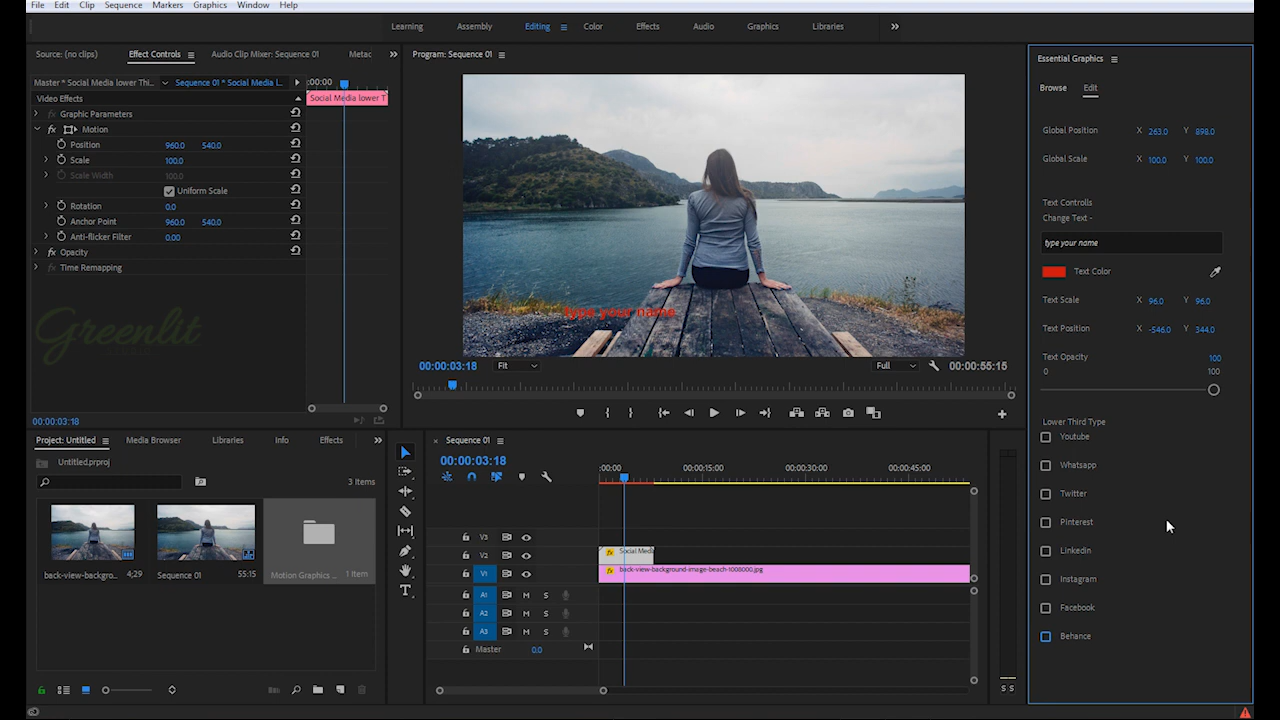 File Edit Clip Sequence Markers Graphics Window Help
Learning Assembly Editing Color Effects Audio Graphics Libraries
Source: (no clips) Effect Controls Audio Clip Mixer: Sequence 01 Metac
Master * Social Media lower Thi... Sequence 01 * Social Media l...
:00:00
Video Effects
Social Media lower T
Graphic Parameters
fx Motion
Position 960.0 540.0
Scale 100.0
Scale Width 100.0
Uniform Scale
Rotation 0.0
Anchor Point 960.0 540.0
Anti-flicker Filter 0.00
fx Opacity
Time Remapping
Greenbt
00:00:03:18
Program: Sequence 01
type your name
00:00:03:18 Fit Full 00:00:55:15
Essential Graphics
Browse Edit
Global Position X 263.0 Y 898.0
Global Scale X 100.0 Y 100.0
Text Controlls
Change Text -
type your name
Text Color
Text Scale X 96.0 Y 96.0
Text Position X -546.0 Y 344.0
Text Opacity 100
0 100
Lower Third Type
Youtube
Whatsapp
Twitter
Pinterest
Linkedin
Instagram
Facebook
Behance
Project: Untitled Media Browser Libraries Info Effects
Untitled.prproj
3 Items
back-view-backgro... 4;29
Sequence 01 55:15
Motion Graphics ... 1 Item
Sequence 01
00:00:03:18
:00:00 00:00:15:00 00:00:30:00 00:00:45:00
V3
V2 fx Social Media
V1 fx back-view-background-image-beach-1008000.jpg
A1 M S
A2 M S
A3 M S
Master 0.0
S S